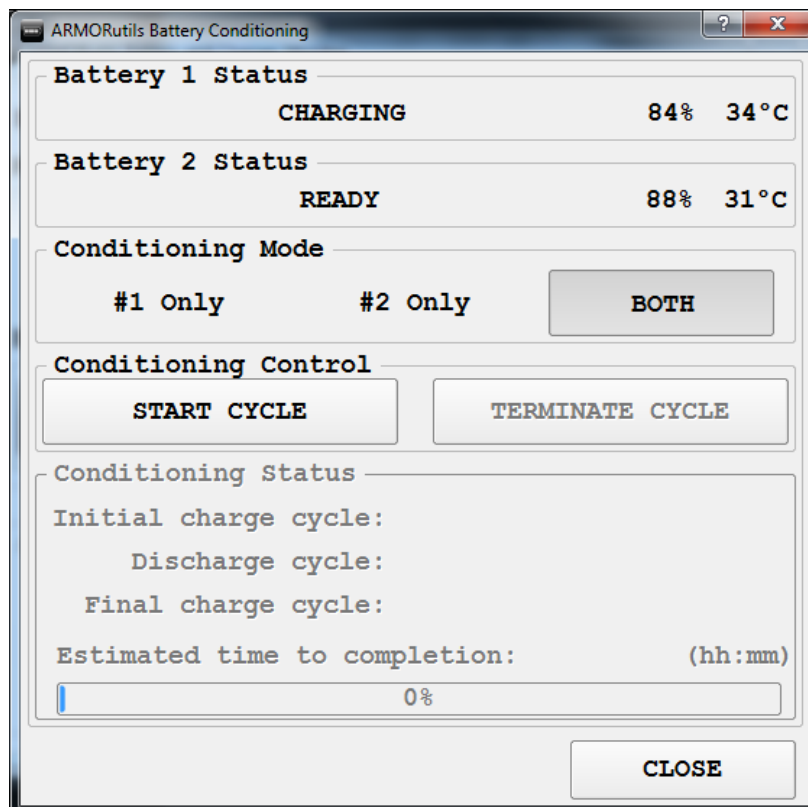 ARMORutils Battery Conditioning
Battery 1 Status
CHARGING 84% 34°C
Battery 2 Status
READY 88% 31°C
Conditioning Mode
#1 Only #2 Only BOTH
Conditioning Control
START CYCLE TERMINATE CYCLE
Conditioning Status
Initial charge cycle:
Discharge cycle:
Final charge cycle:
Estimated time to completion: (hh:mm)
0%
CLOSE